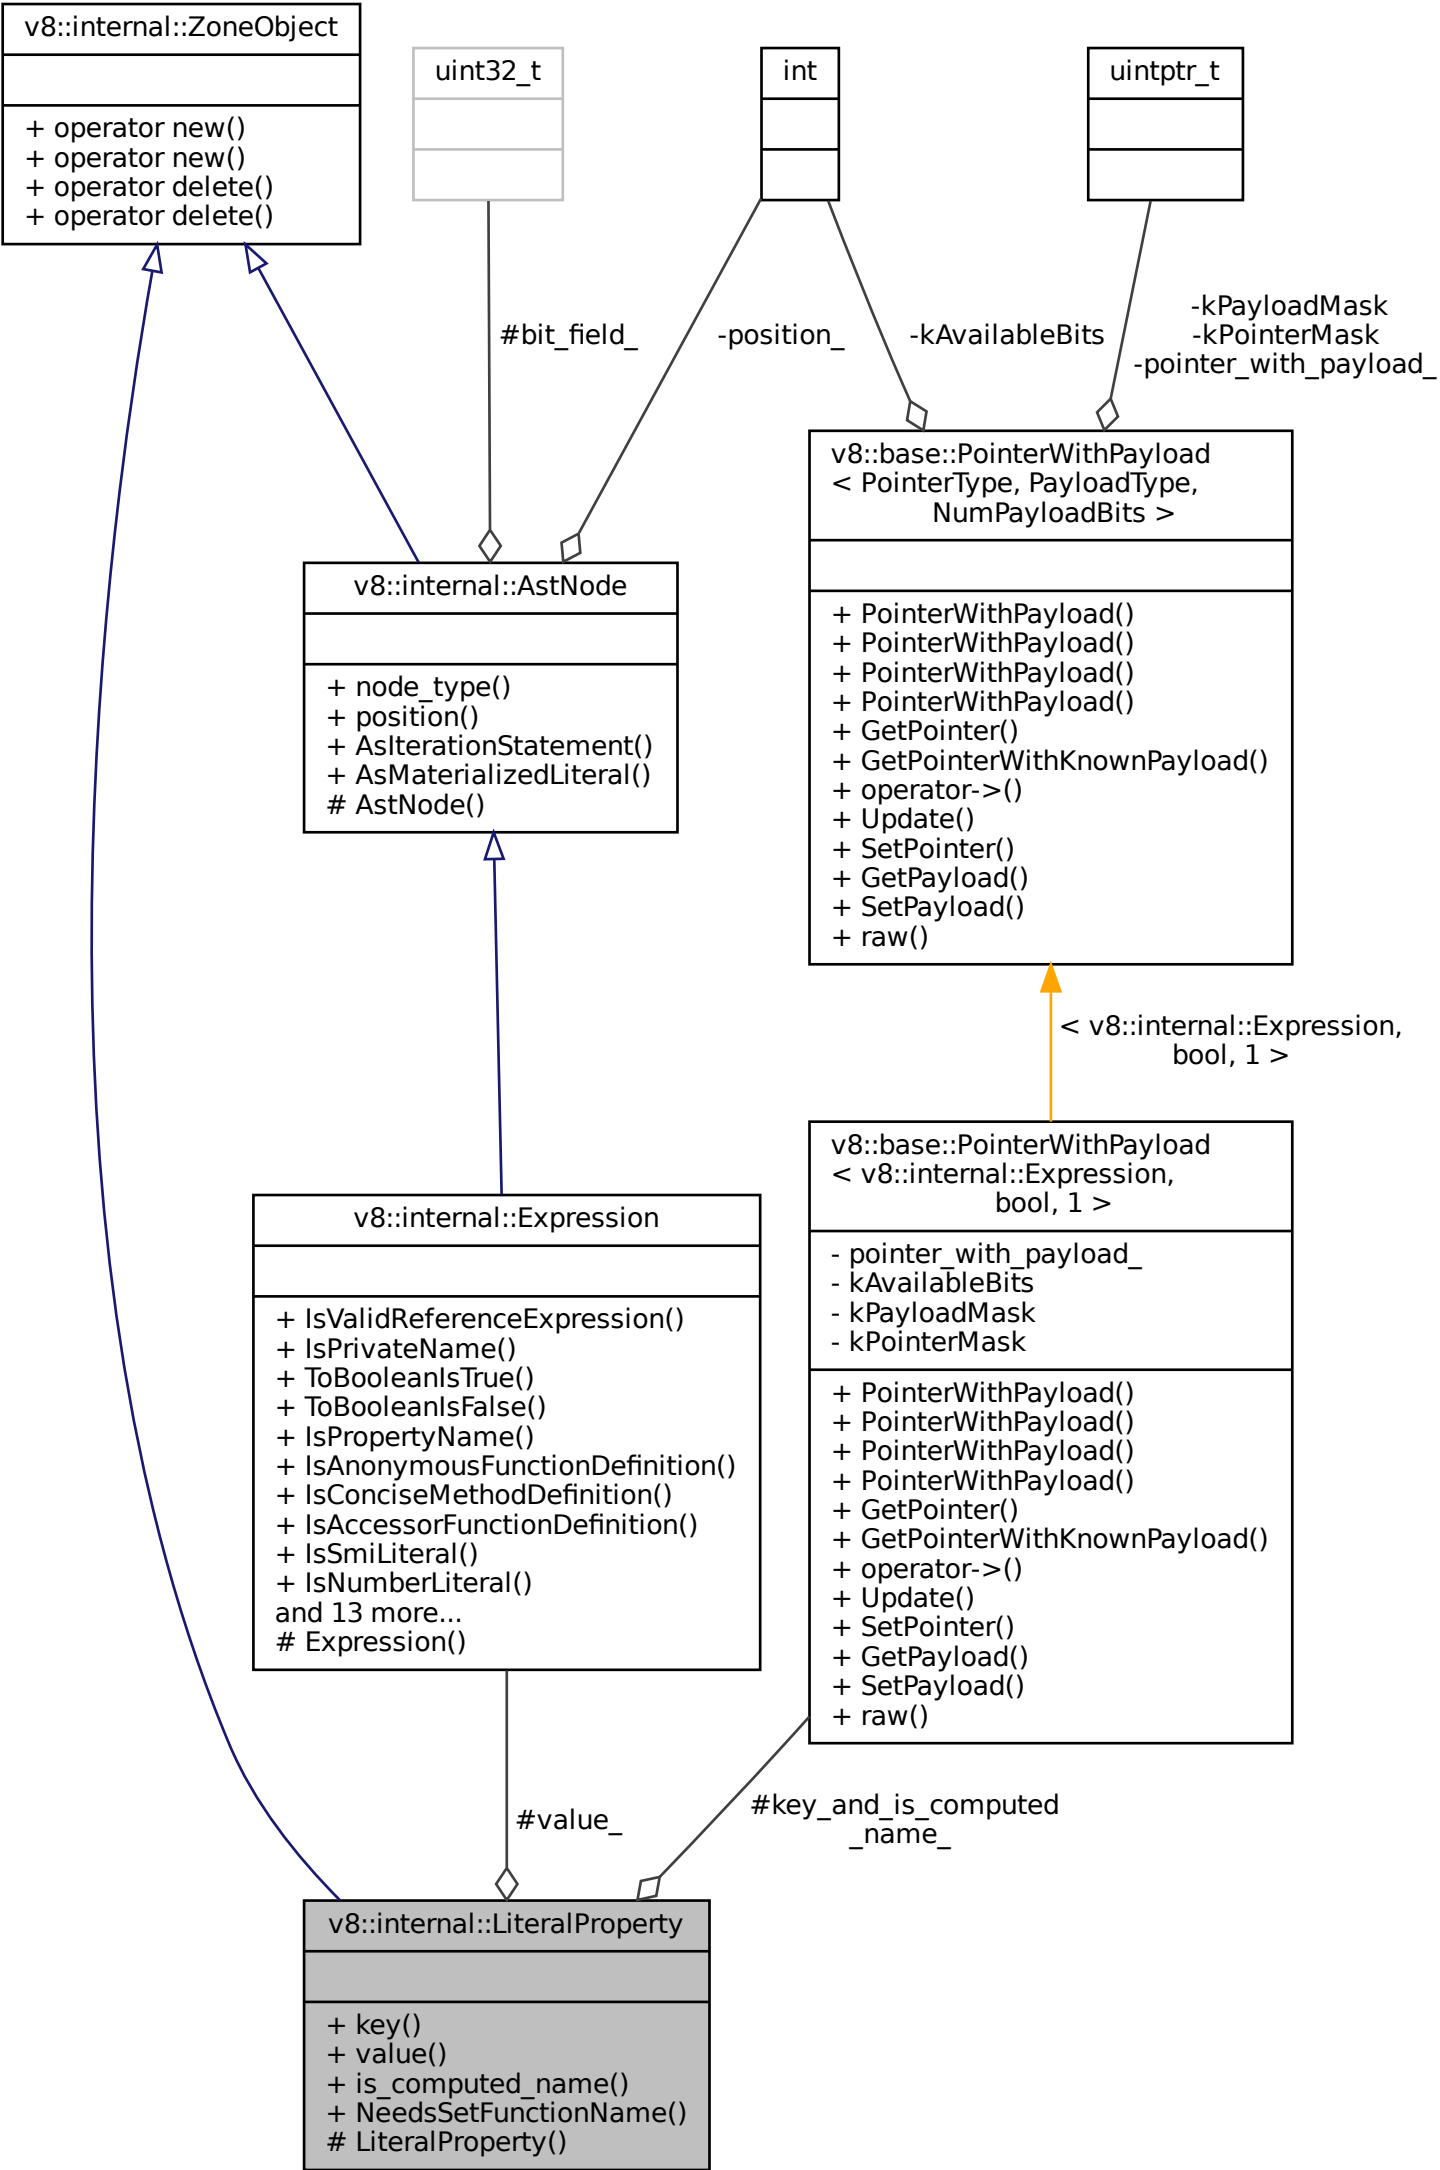 v8::internal::ZoneObject
+ operator new()
+ operator new()
+ operator delete()
+ operator delete()
uint32_t
int
uintptr_t
#bit_field_
-position_
-kAvailableBits
-kPayloadMask
-kPointerMask
-pointer_with_payload_
v8::internal::AstNode
+ node_type()
+ position()
+ AsIterationStatement()
+ AsMaterializedLiteral()
# AstNode()
v8::base::PointerWithPayload
< PointerType, PayloadType,
NumPayloadBits >
+ PointerWithPayload()
+ PointerWithPayload()
+ PointerWithPayload()
+ PointerWithPayload()
+ GetPointer()
+ GetPointerWithKnownPayload()
+ operator->()
+ Update()
+ SetPointer()
+ GetPayload()
+ SetPayload()
+ raw()
< v8::internal::Expression,
bool, 1 >
v8::internal::Expression
+ IsValidReferenceExpression()
+ IsPrivateName()
+ ToBooleanIsTrue()
+ ToBooleanIsFalse()
+ IsPropertyName()
+ IsAnonymousFunctionDefinition()
+ IsConciseMethodDefinition()
+ IsAccessorFunctionDefinition()
+ IsSmiLiteral()
+ IsNumberLiteral()
and 13 more...
# Expression()
v8::base::PointerWithPayload
< v8::internal::Expression,
bool, 1 >
- pointer_with_payload_
- kAvailableBits
- kPayloadMask
- kPointerMask
+ PointerWithPayload()
+ PointerWithPayload()
+ PointerWithPayload()
+ PointerWithPayload()
+ GetPointer()
+ GetPointerWithKnownPayload()
+ operator->()
+ Update()
+ SetPointer()
+ GetPayload()
+ SetPayload()
+ raw()
#value_
#key_and_is_computed
_name_
v8::internal::LiteralProperty
+ key()
+ value()
+ is_computed_name()
+ NeedsSetFunctionName()
# LiteralProperty()